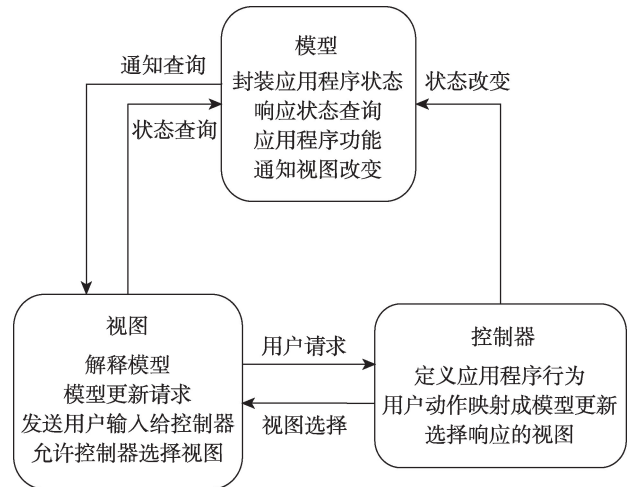 模型
封装应用程序状态
响应状态查询
应用程序功能
通知视图改变
通知查询
状态查询
状态改变
视图
解释模型
模型更新请求
发送用户输入给控制器
允许控制器选择视图
用户请求
视图选择
控制器
定义应用程序行为
用户动作映射成模型更新
选择响应的视图